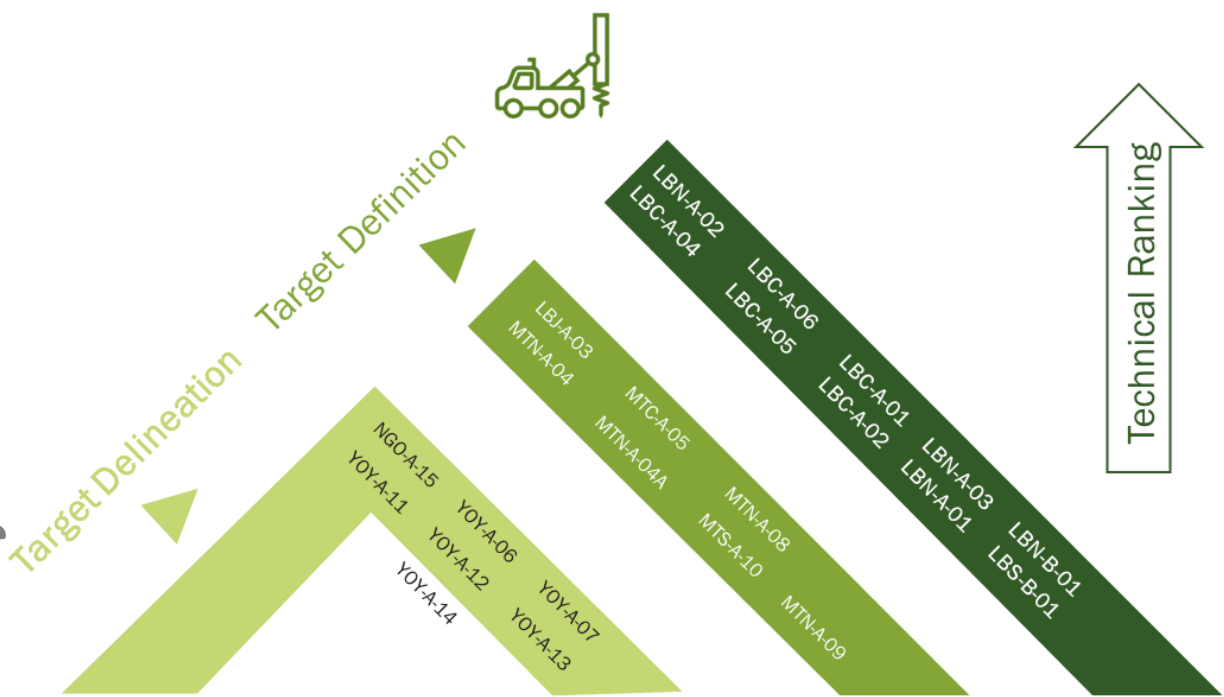 Target Delineation
Target Definition
Technical Ranking
LBN-A-02
LBC-A-04
LBC-A-06
LBC-A-05
LBC-A-01
LBC-A-02
LBN-A-03
LBN-A-01
LBN-B-01
LBS-B-01
LBJ-A-03
MTN-A-04
MTC-A-05
MTN-A-04A
MTN-A-08
MTS-A-10
MTN-A-09
NGO-A-15
YOY-A-11
YOY-A-06
YOY-A-12
YOY-A-14
YOY-A-07
YOY-A-13